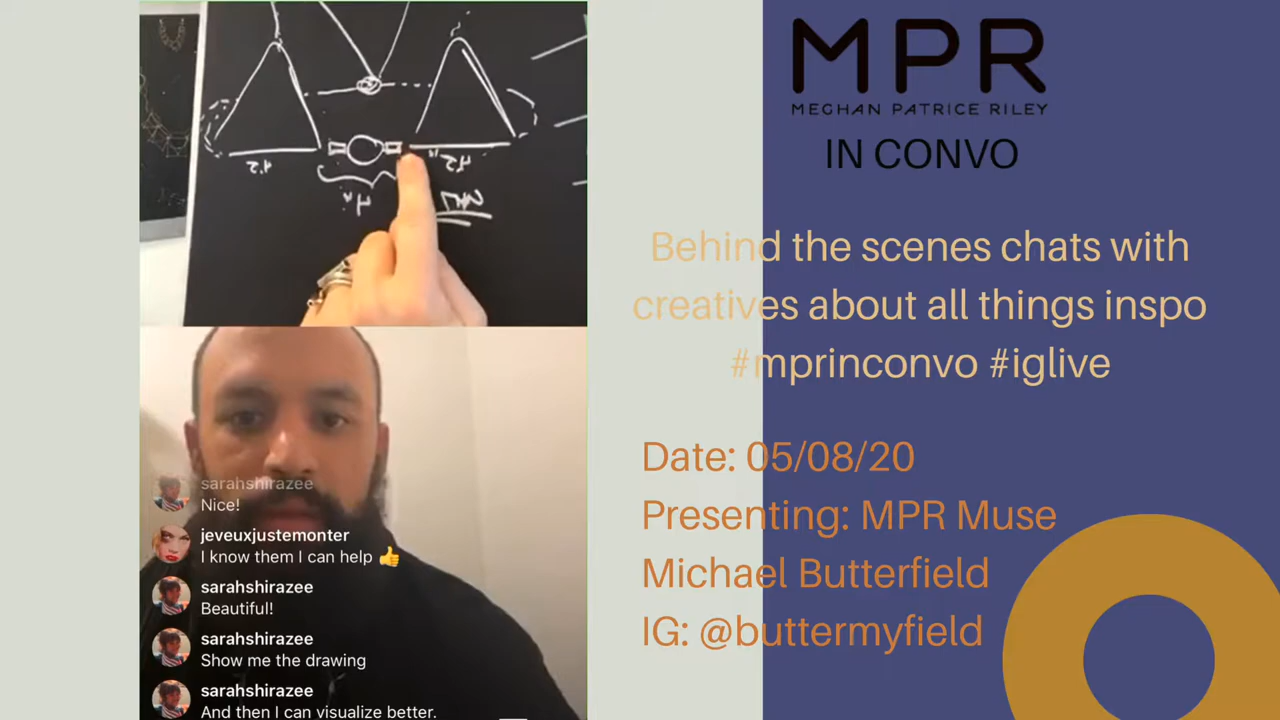 MPR
MEGHAN PATRICE RILEY
IN CONVO
Behind the scenes chats with
creatives about all things inspo
#mprinconvo #iglive
Date: 05/08/20
Presenting: MPR Muse
Michael Butterfield
IG: @buttermyfield
sarahshirazee
Nice!
jeveuxjustemonter
I know them I can help 👍
sarahshirazee
Beautiful!
sarahshirazee
Show me the drawing
sarahshirazee
And then I can visualize better.